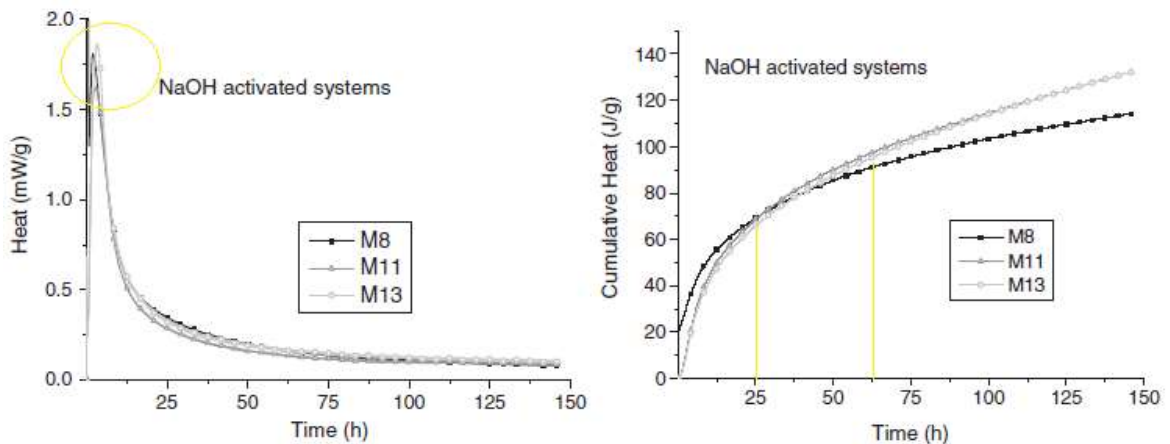 2.0
1.5
1.0
0.5
0.0
Heat (mW/g)
NaOH activated systems
M8
M11
M13
25
50
75
100
125
150
Time (h)
140
120
100
80
60
40
20
0
Cumulative Heat (J/g)
NaOH activated systems
M8
M11
M13
25
50
75
100
125
150
Time (h)